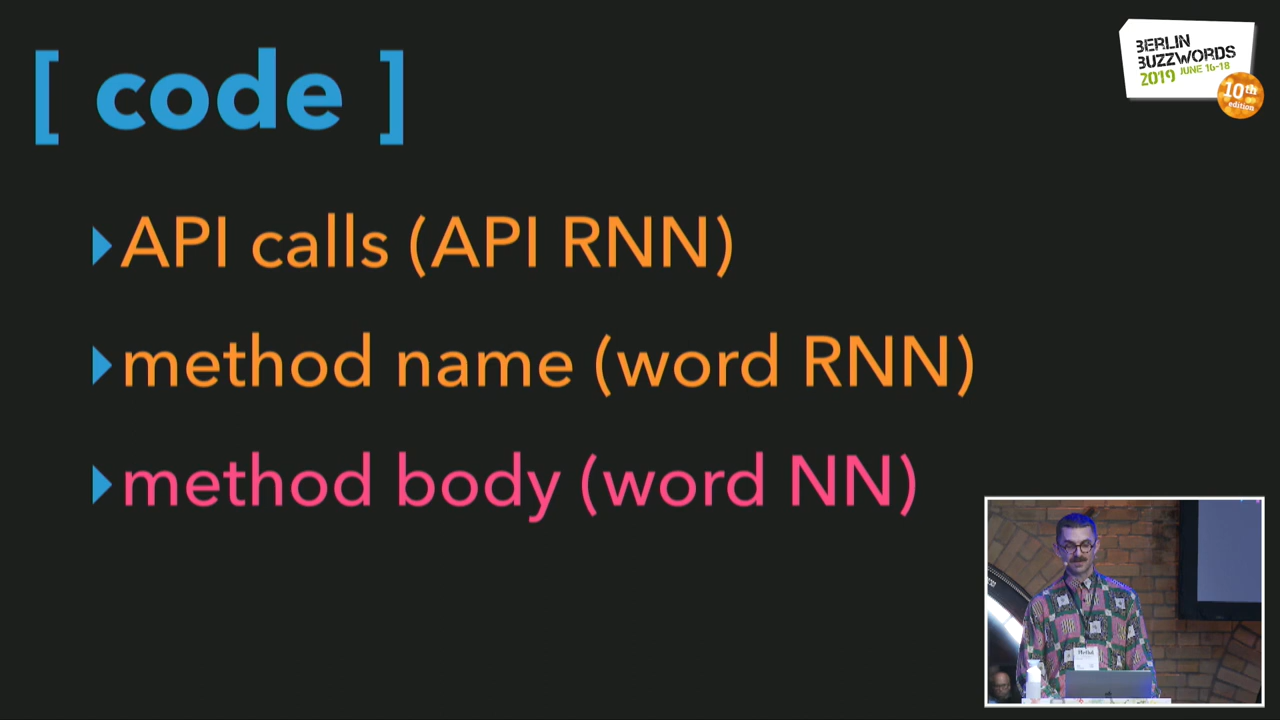 [ code ]
BERLIN
BUZZWORDS
2019 JUNE 16-18
10th
edition
API calls (API RNN)
method name (word RNN)
method body (word NN)
Hello!